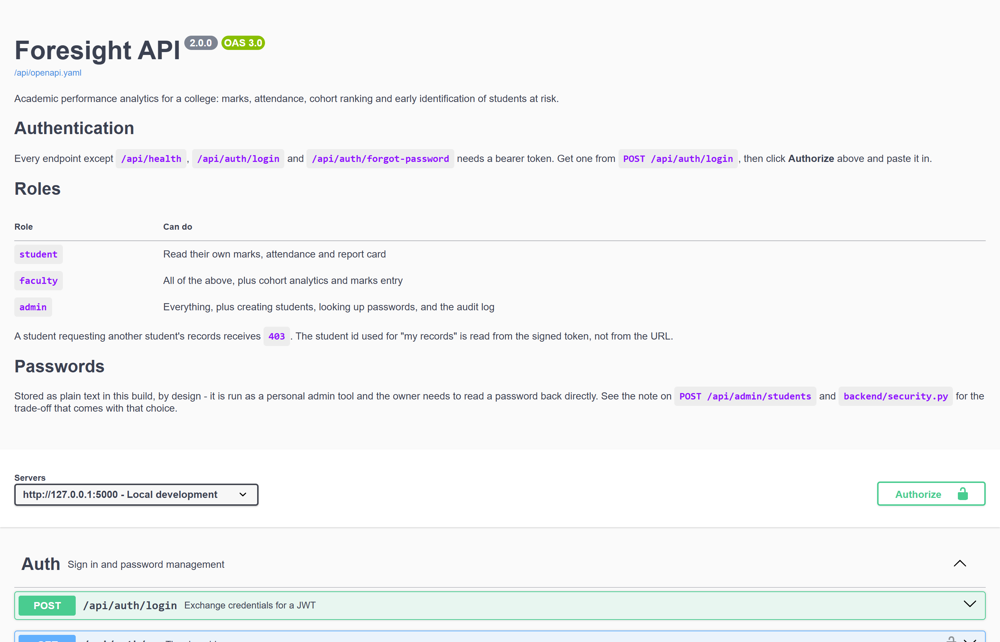 Foresight API 2.0.0 OAS 3.0
/api/openapi.yaml
Academic performance analytics for a college: marks, attendance, cohort ranking and early identification of students at risk.
Authentication
Every endpoint except /api/health, /api/auth/login and /api/auth/forgot-password needs a bearer token. Get one from POST /api/auth/login, then click Authorize above and paste it in.
Roles
Role Can do
student Read their own marks, attendance and report card
faculty All of the above, plus cohort analytics and marks entry
admin Everything, plus creating students, looking up passwords, and the audit log
A student requesting another student's records receives 403. The student id used for "my records" is read from the signed token, not from the URL.
Passwords
Stored as plain text in this build, by design - it is run as a personal admin tool and the owner needs to read a password back directly. See the note on POST /api/admin/students and backend/security.py for the
trade-off that comes with that choice.
Servers
http://127.0.0.1:5000 - Local development
Authorize
Auth Sign in and password management
POST /api/auth/login Exchange credentials for a JWT